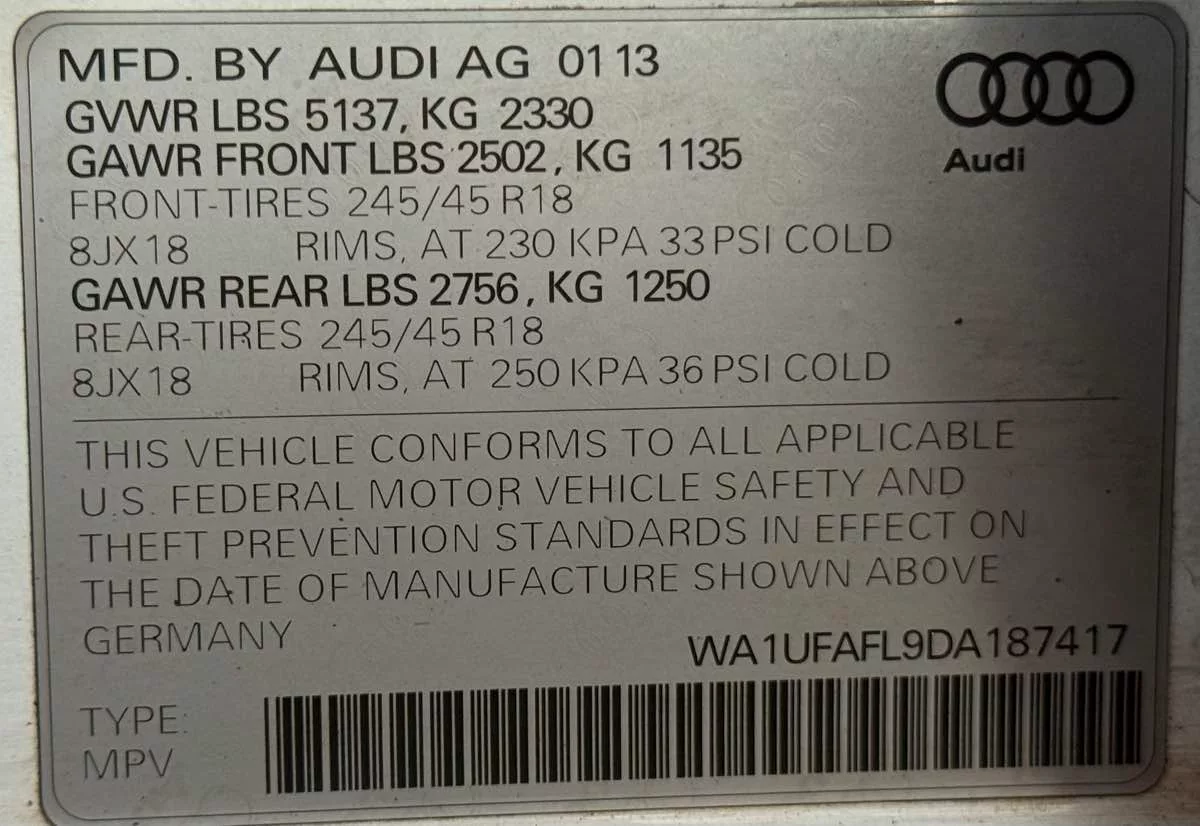 MFD. BY AUDI AG 01 13
GVWR LBS 5137, KG 2330
GAWR FRONT LBS 2502, KG 1135
Audi
FRONT-TIRES 245/45 R18
8JX18 RIMS, AT 230 KPA 33 PSI COLD
GAWR REAR LBS 2756, KG 1250
REAR-TIRES 245/45 R18
8JX18 RIMS, AT 250 KPA 36 PSI COLD
THIS VEHICLE CONFORMS TO ALL APPLICABLE
U.S. FEDERAL MOTOR VEHICLE SAFETY AND
THEFT PREVENTION STANDARDS IN EFFECT ON
THE DATE OF MANUFACTURE SHOWN ABOVE
GERMANY
WA1UFAFL9DA187417
TYPE:
MPV